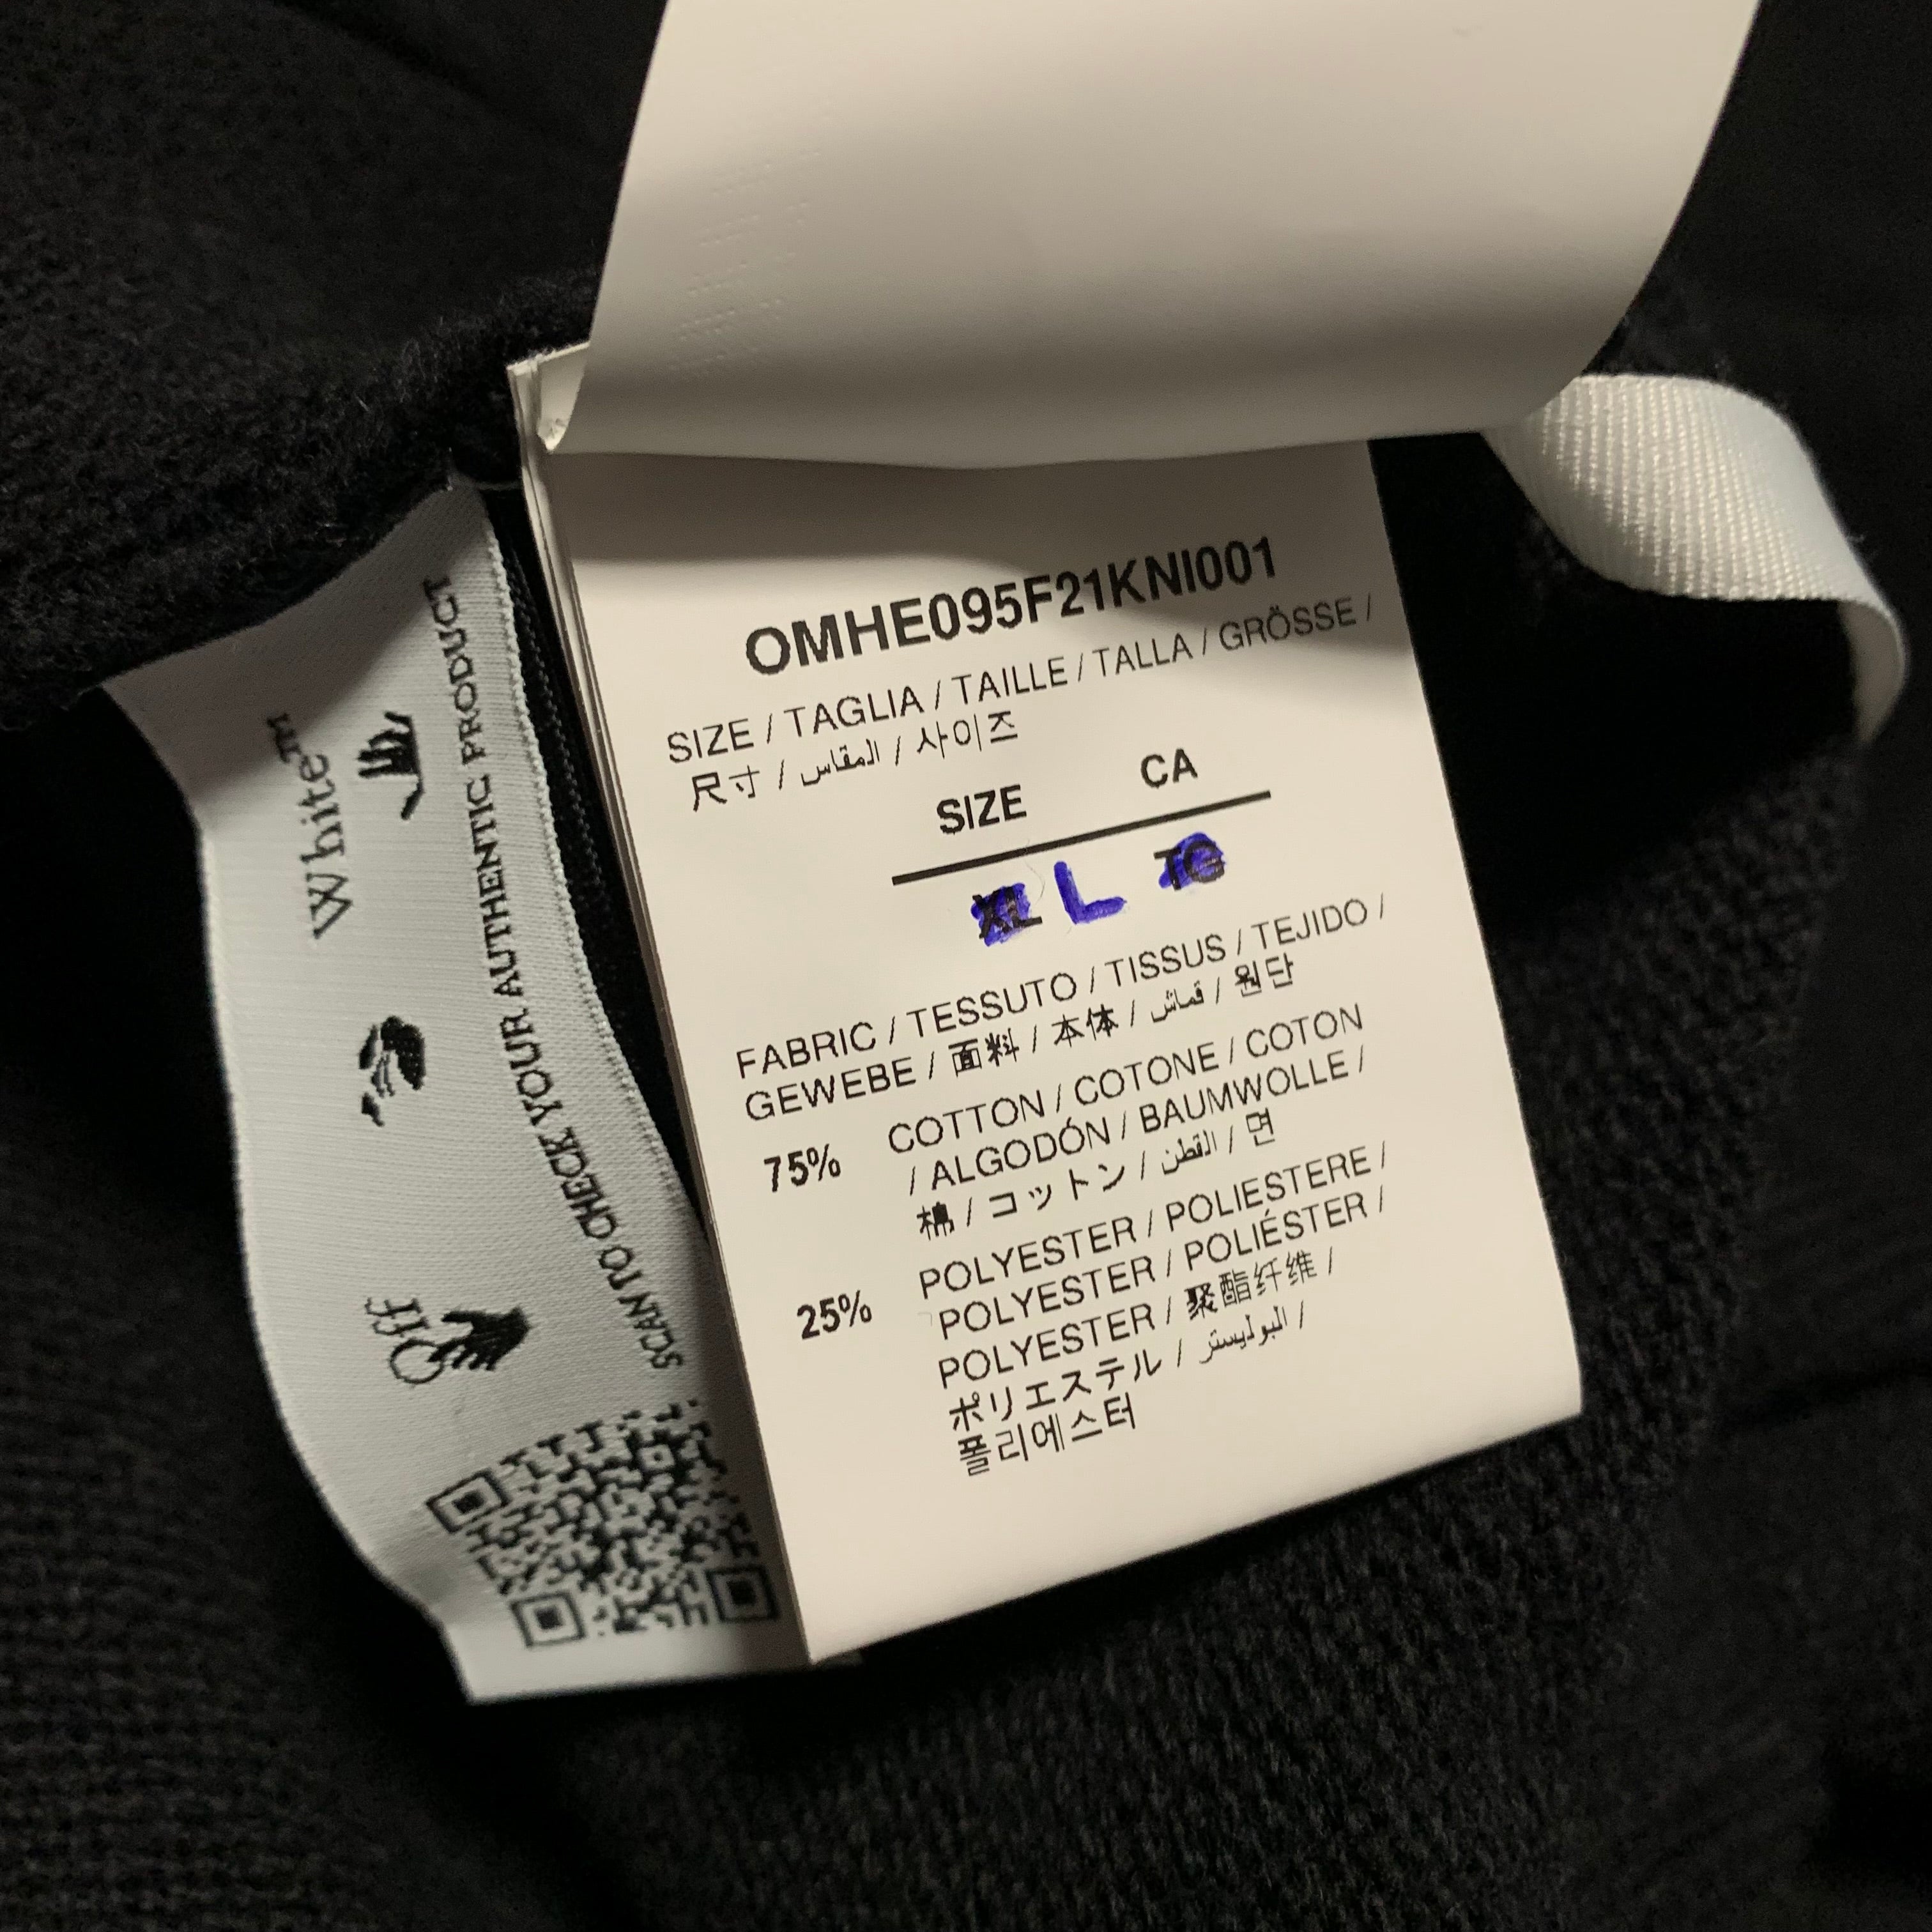 OMHE095F21KNI001
SIZE / TAGLIA / TAILLE / TALLA / GRÖSSE /
尺寸 / المقاس / 사이즈
SIZE CA
XL L TG
FABRIC / TESSUTO / TISSUS / TEJIDO /
GEWEBE / 面料 / 本体 / قماش / 원단
75% COTTON / COTONE / COTON
/ ALGODÓN / BAUMWOLLE /
棉 / コットン / القطن / 면
25% POLYESTER / POLIESTERE /
POLYESTER / POLIÉSTER /
POLYESTER / 聚酯纤维 /
ポリエステル / البوليستر /
폴리에스터
Off White™
SCAN TO CHECK YOUR AUTHENTIC PRODUCT